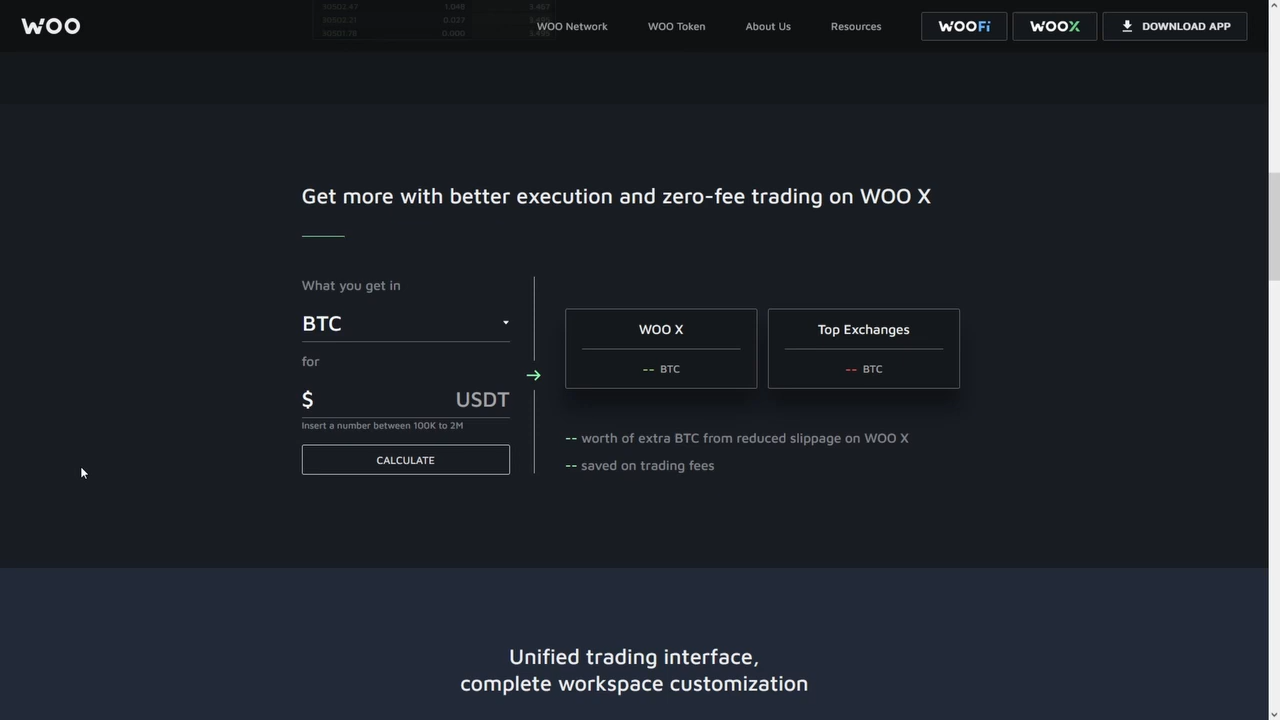 WOO
WOO Network
WOO Token
About Us
Resources
WOOFi
WOOX
DOWNLOAD APP
Get more with better execution and zero-fee trading on WOO X
What you get in
BTC
for
$ USDT
Insert a number between 100K to 2M
CALCULATE
WOO X
-- BTC
Top Exchanges
-- BTC
-- worth of extra BTC from reduced slippage on WOO X
-- saved on trading fees
Unified trading interface,
complete workspace customization